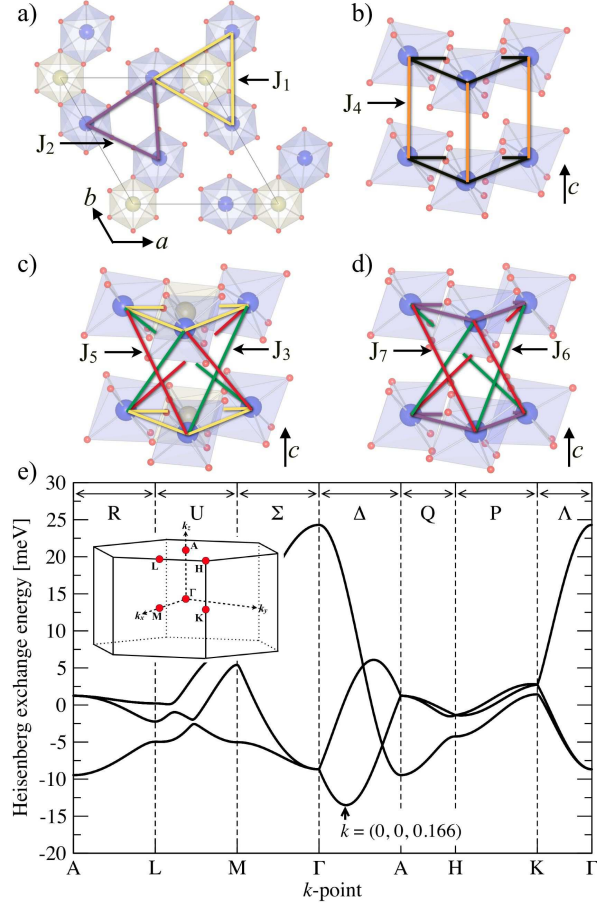 a)
b)
J1
J2
b
a
J4
c
c)
d)
J5
J3
J7
J6
c
c
e)
30
25
20
15
10
5
0
-5
-10
-15
-20
Heisenberg exchange energy [meV]
R U Σ Δ Q P Λ
kz
A
L H
Γ
kx ky
M K
k = (0, 0, 0.166)
A L M Γ A H K Γ
k-point